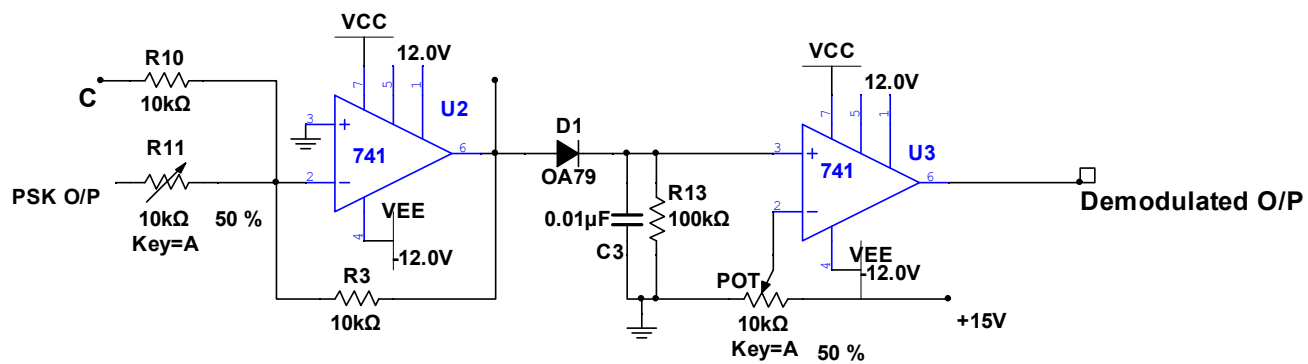 C
R10
10kΩ
R11
PSK O/P
10kΩ 50 %
Key=A
VCC
12.0V
7
5
1
3
2
4
6
741
U2
VEE
-12.0V
R3
10kΩ
D1
OA79
0.01µF
C3
R13
100kΩ
VCC
12.0V
7
5
1
3
2
4
6
741
U3
VEE
-12.0V
POT
10kΩ
Key=A 50 %
+15V
Demodulated O/P